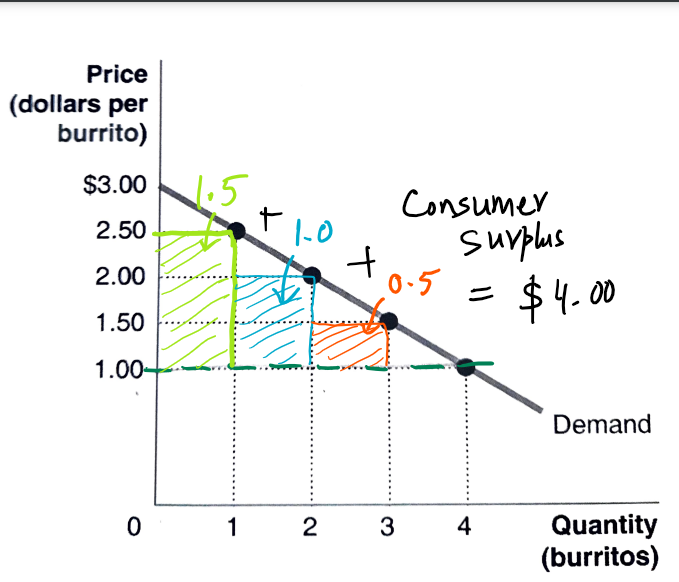 Price
(dollars per
burrito)
$3.00
2.50
2.00
1.50
1.00
1.5
+
1.0
+
0.5
Consumer
surplus
= $4.00
Demand
0
1
2
3
4
Quantity
(burritos)